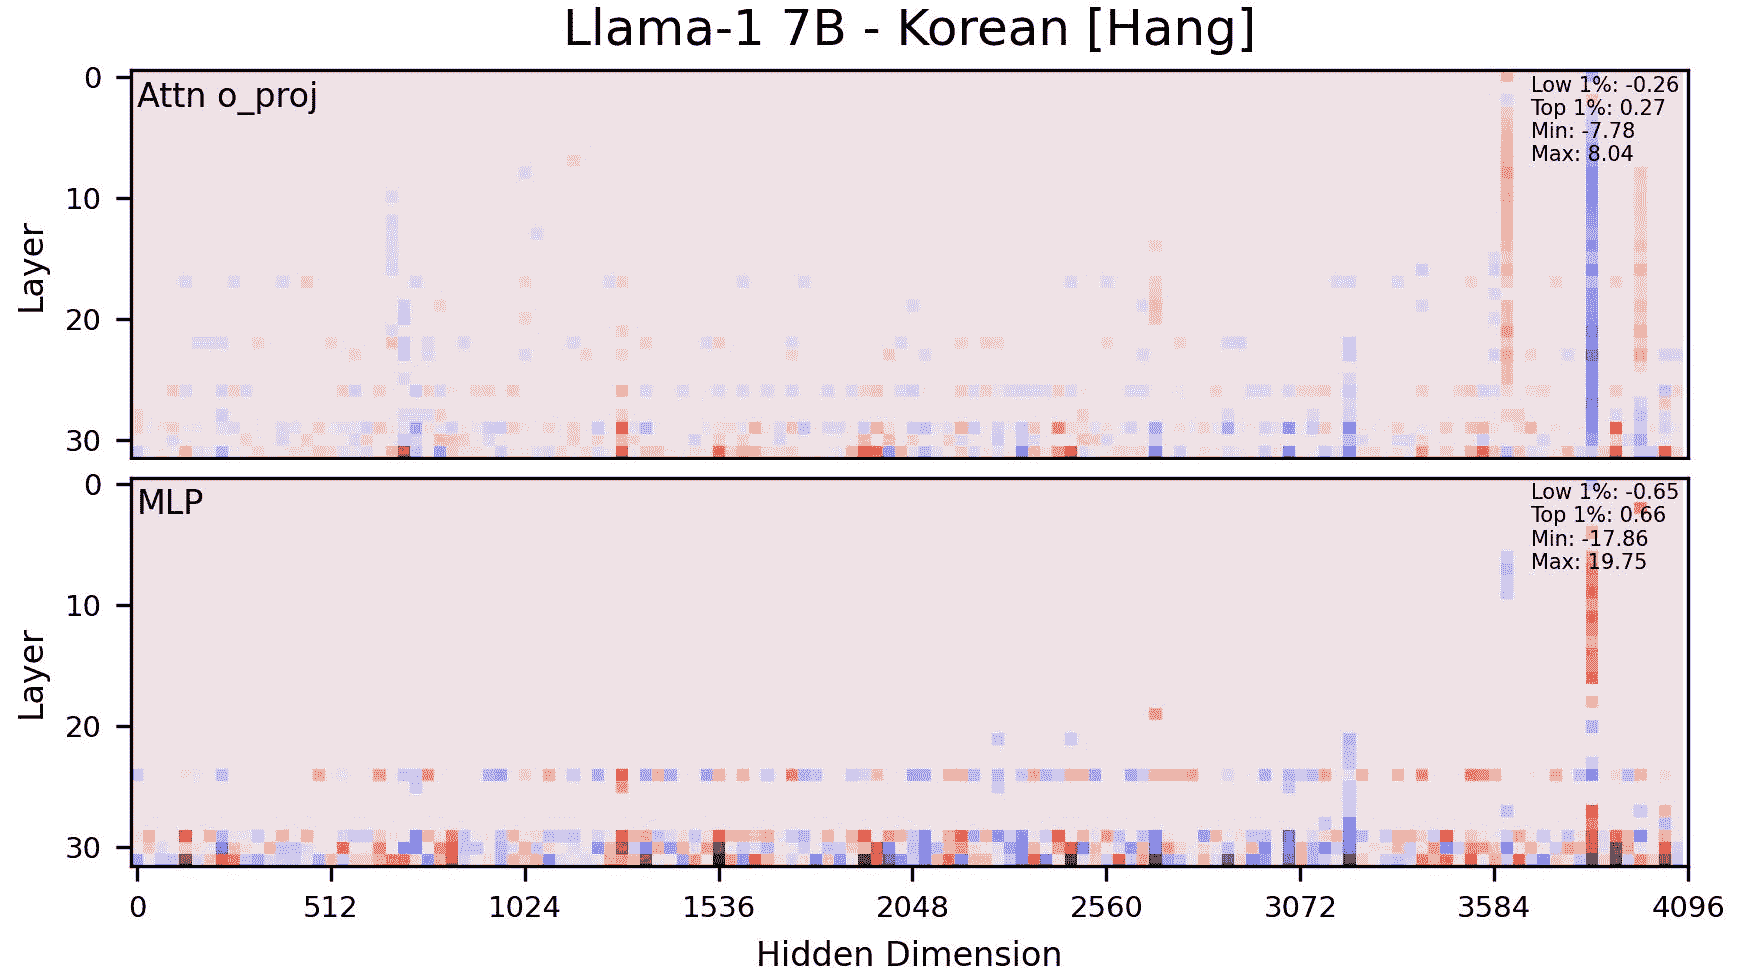 Llama-1 7B - Korean [Hang]
Attn o_proj
Low 1%: -0.26
Top 1%: 0.27
Min: -7.78
Max: 8.04
0
10
20
30
Layer
MLP
Low 1%: -0.65
Top 1%: 0.66
Min: -17.86
Max: 19.75
0
10
20
30
Layer
0 512 1024 1536 2048 2560 3072 3584 4096
Hidden Dimension